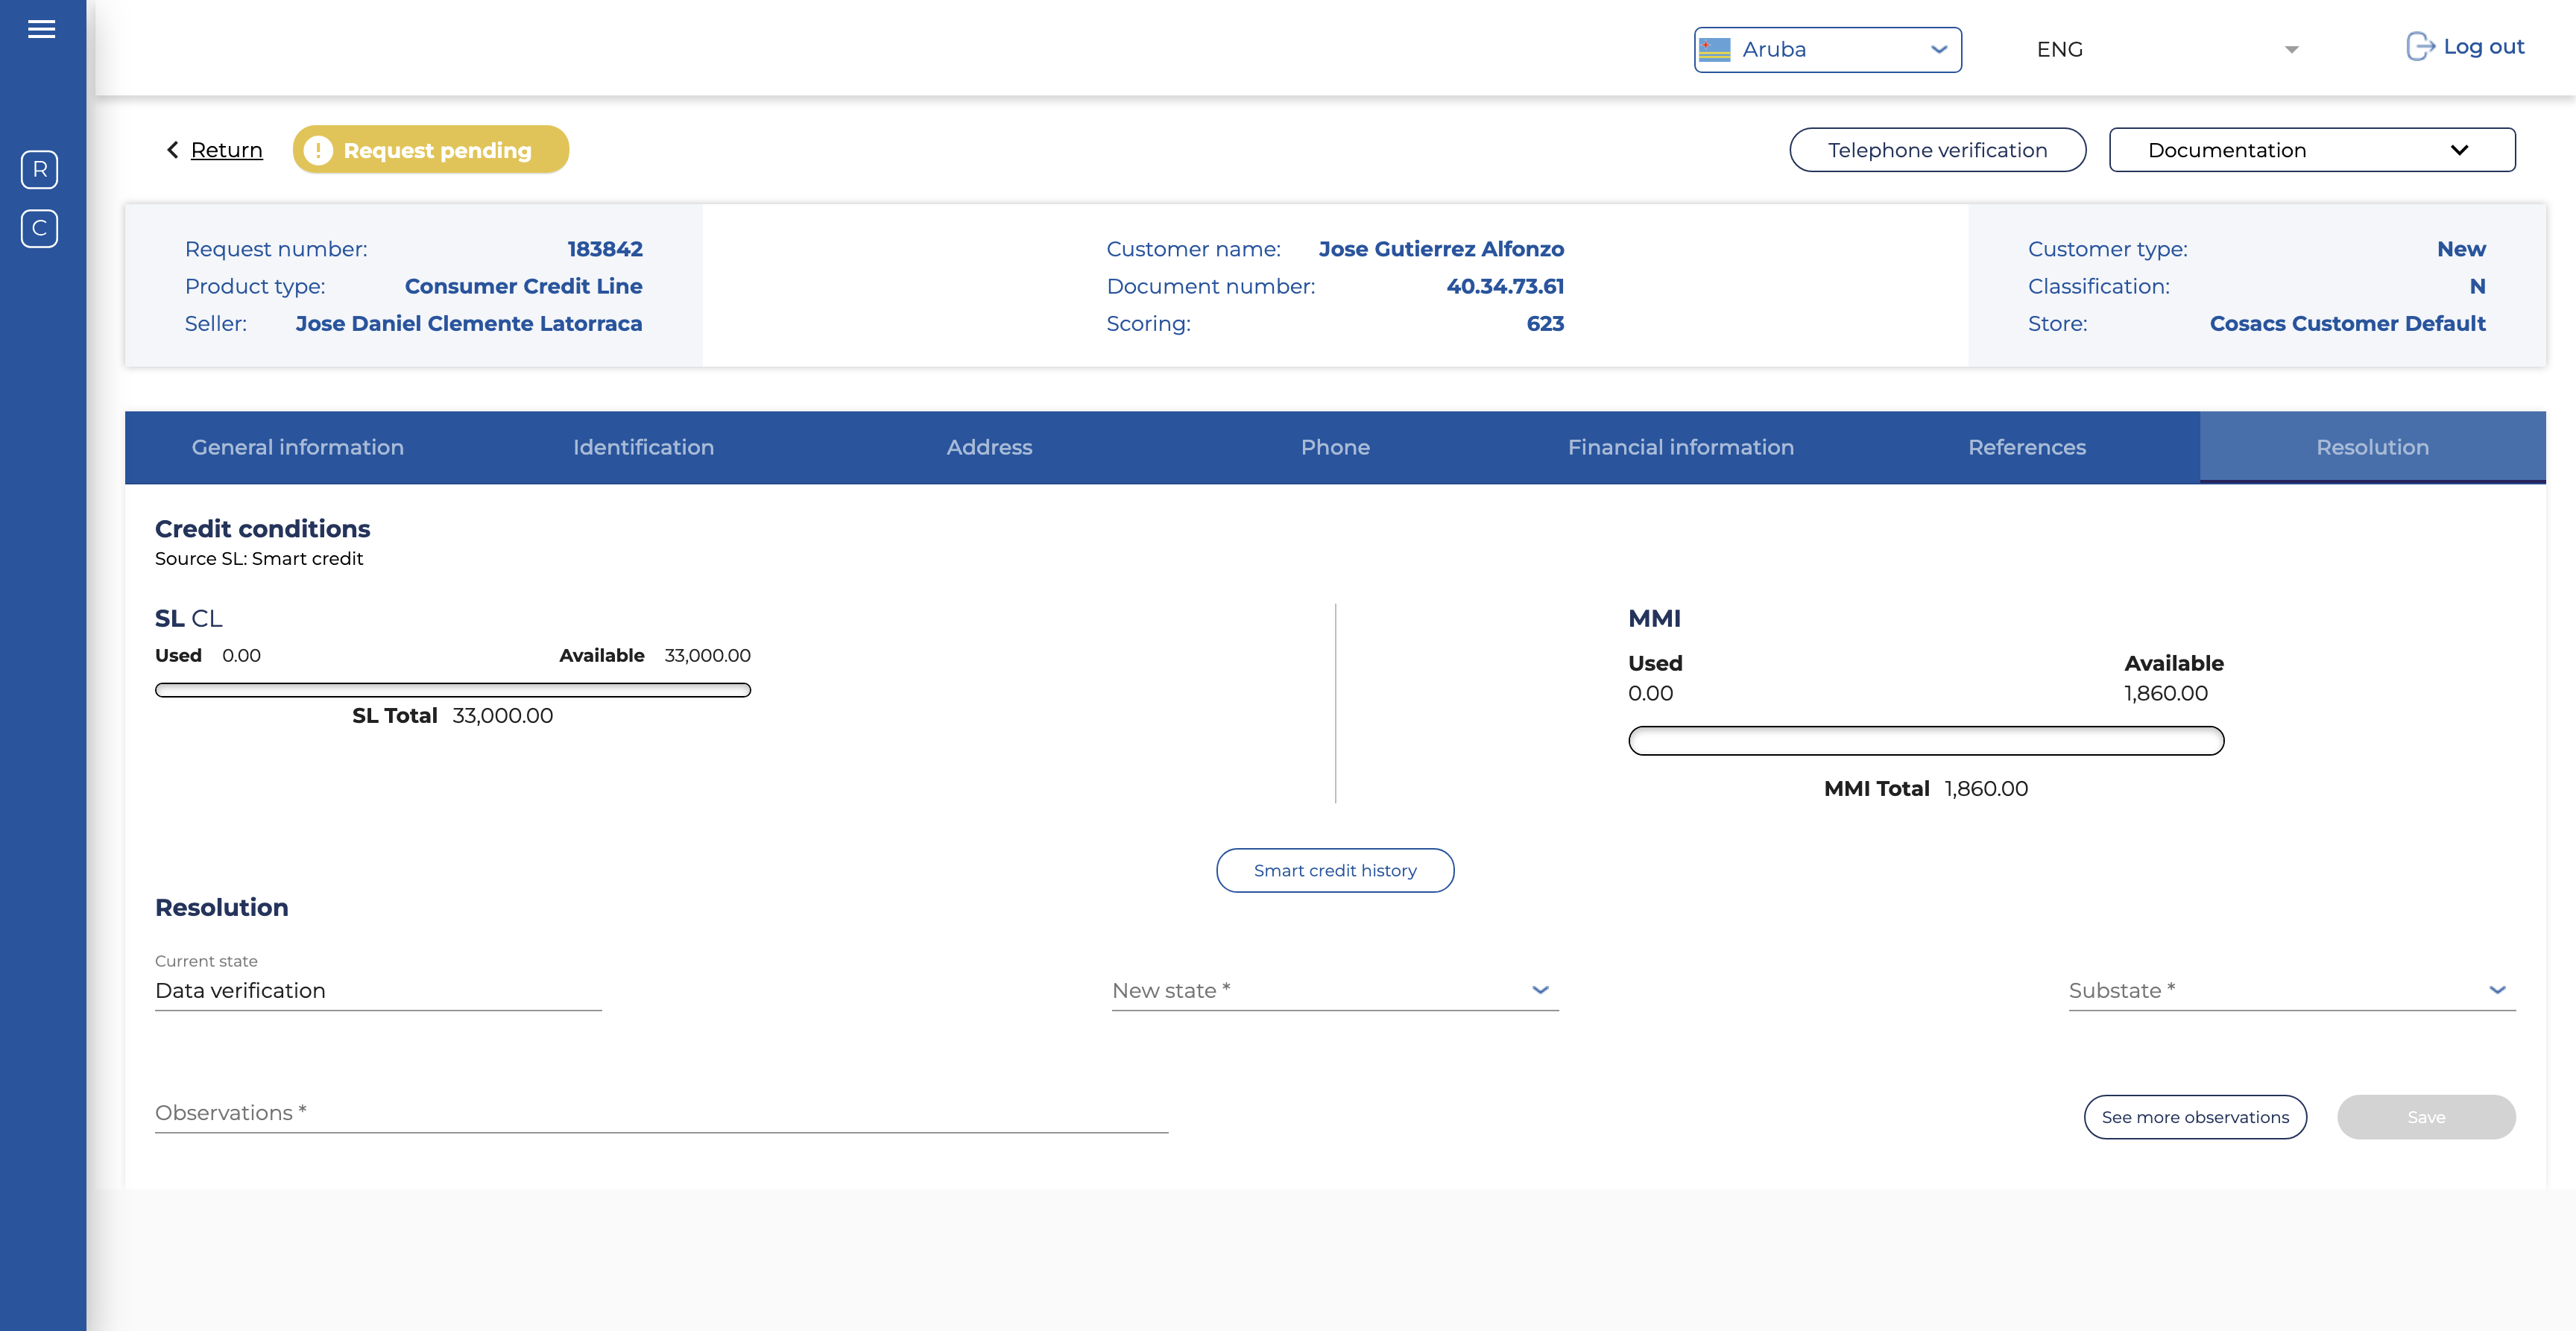 Aruba
ENG
Log out
R
C
Return
Request pending
Telephone verification
Documentation
Request number: 183842
Product type: Consumer Credit Line
Seller: Jose Daniel Clemente Latorraca
Customer name: Jose Gutierrez Alfonzo
Document number: 40.34.73.61
Scoring: 623
Customer type: New
Classification: N
Store: Cosacs Customer Default
General information
Identification
Address
Phone
Financial information
References
Resolution
Credit conditions
Source SL: Smart credit
SL CL
Used 0.00 Available 33,000.00
SL Total 33,000.00
MMI
Used Available
0.00 1,860.00
MMI Total 1,860.00
Smart credit history
Resolution
Current state
Data verification
New state *
Substate *
Observations *
See more observations
Save